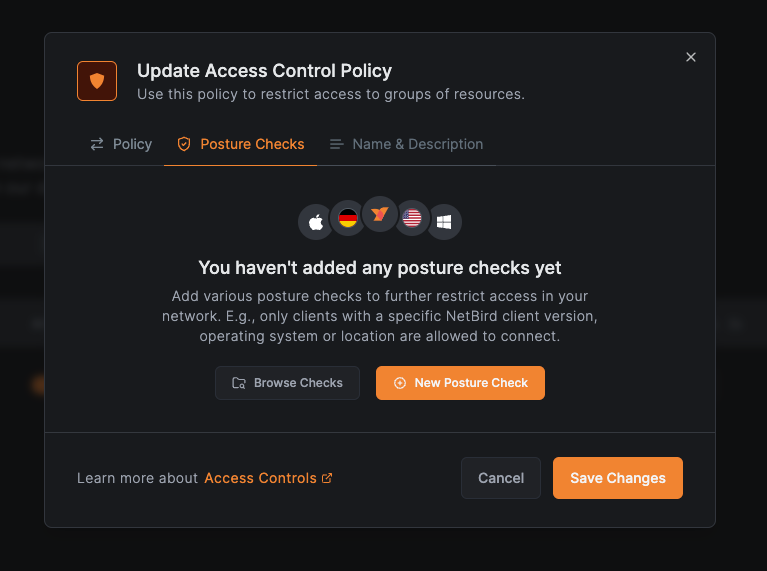 Update Access Control Policy
Use this policy to restrict access to groups of resources.
Policy
Posture Checks
Name & Description
You haven't added any posture checks yet
Add various posture checks to further restrict access in your
network. E.g., only clients with a specific NetBird client version,
operating system or location are allowed to connect.
Browse Checks
New Posture Check
Learn more about Access Controls
Cancel
Save Changes